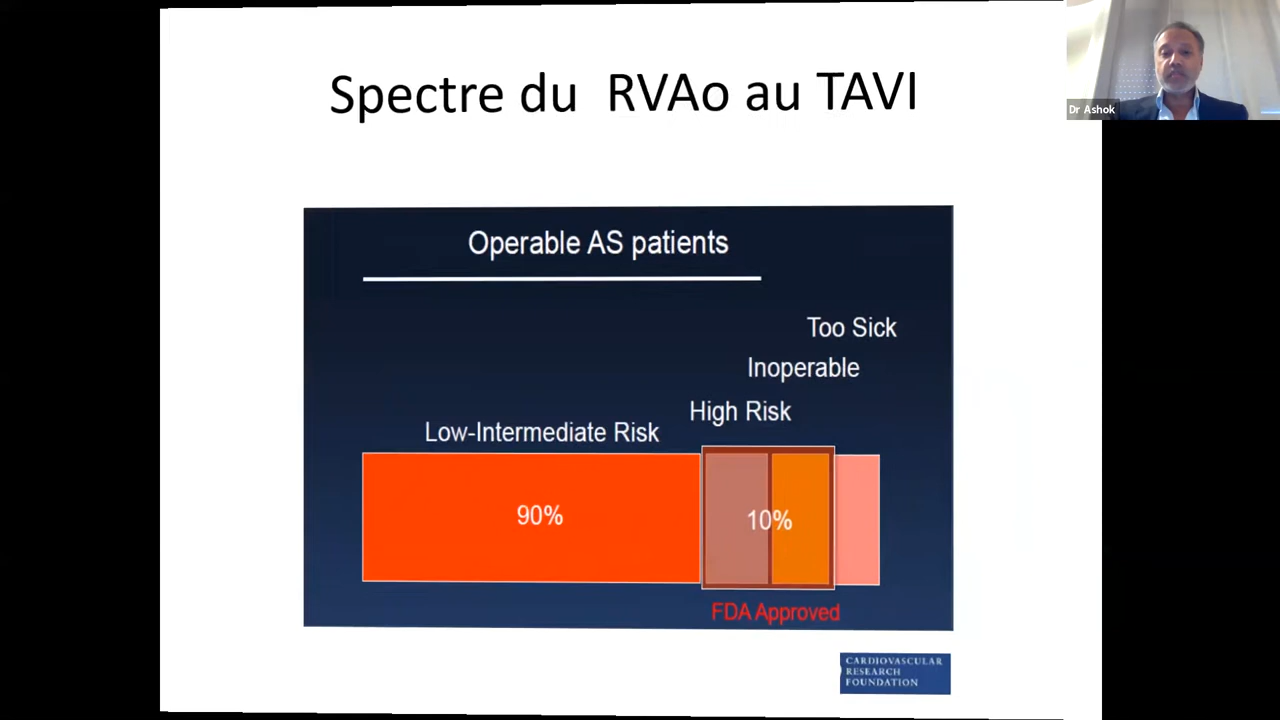 Spectre du RVAo au TAVI
Dr Ashok
Operable AS patients
Too Sick
Inoperable
High Risk
Low-Intermediate Risk
90%
10%
FDA Approved
CARDIOVASCULAR
RESEARCH
FOUNDATION